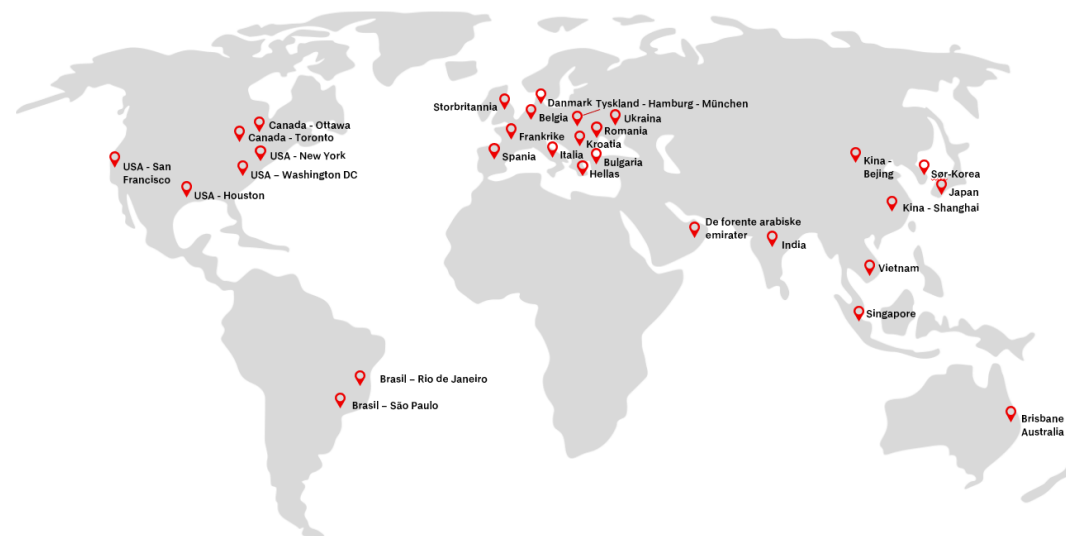 Storbritannia
Danmark
Tyskland - Hamburg - München
Belgia
Ukraina
Canada - Ottawa
Canada - Toronto
Frankrike
Romania
Kroatia
USA - New York
Spania
Italia
Bulgaria
Hellas
USA - San
Francisco
USA – Washington DC
USA - Houston
Kina -
Bejing
Sør-Korea
Japan
Kina - Shanghai
De forente arabiske
emirater
India
Vietnam
Singapore
Brasil – Rio de Janeiro
Brasil – São Paulo
Brisbane
Australia